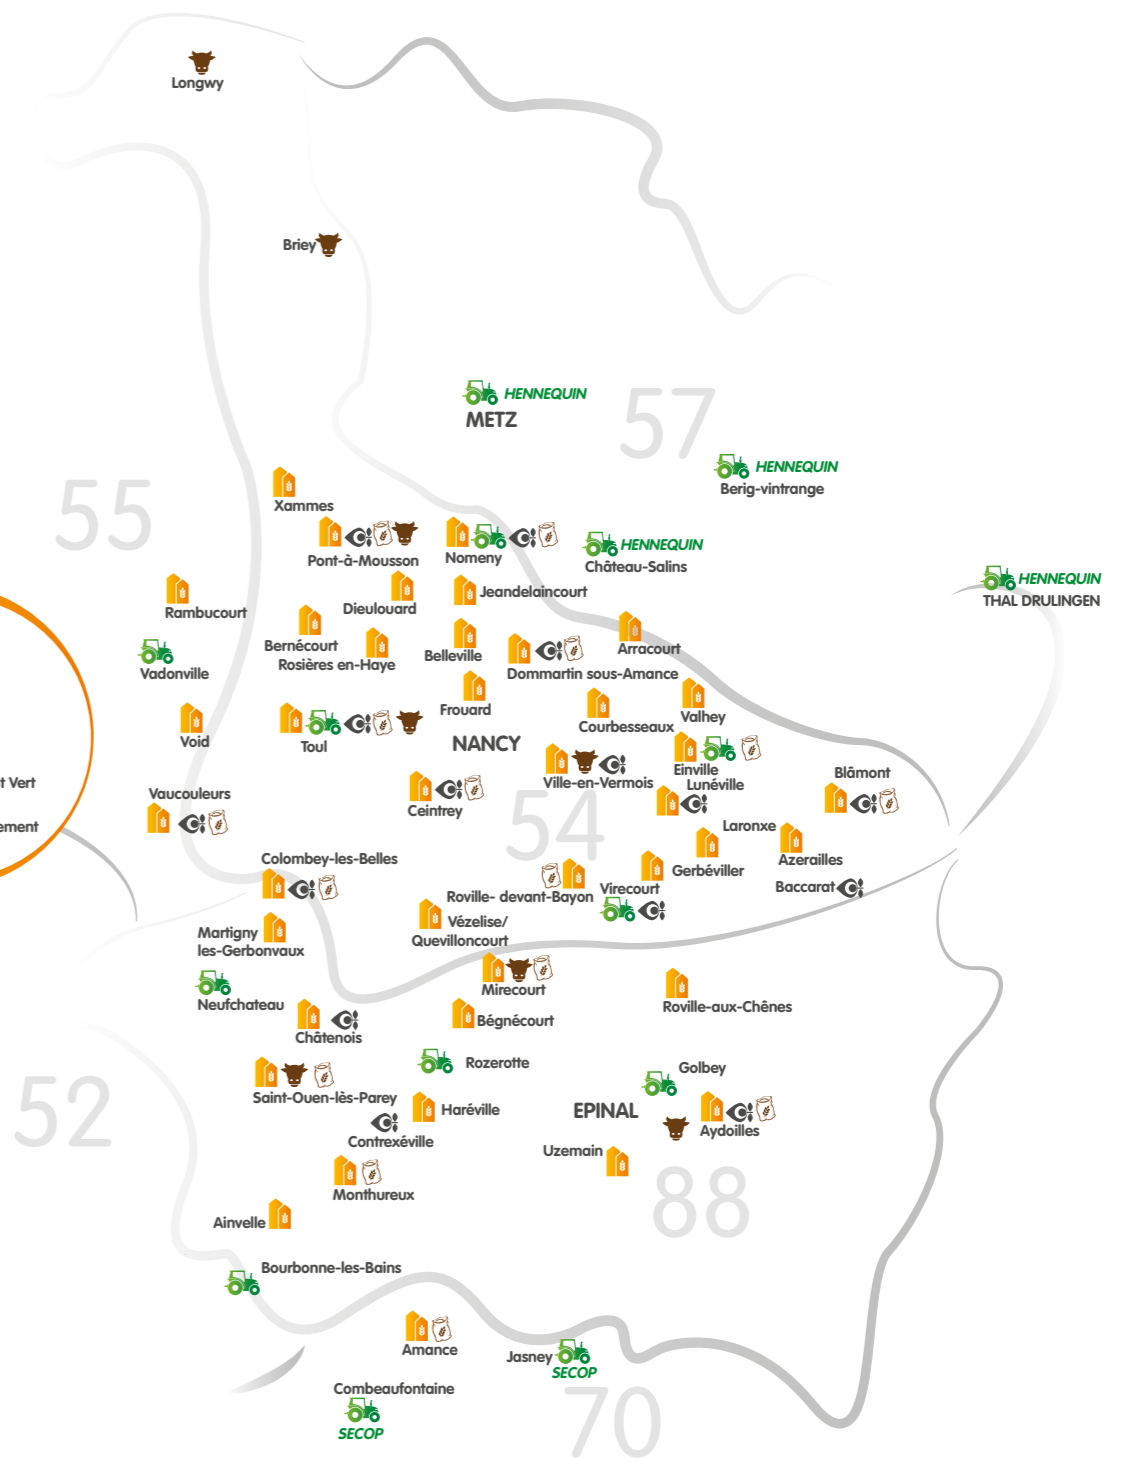 Longwy
Briey
HENNEQUIN
METZ
57
HENNEQUIN
Berig-vintrange
55
Xammes
Pont-à-Mousson
Nomeny
HENNEQUIN
Château-Salins
HENNEQUIN
THAL DRULINGEN
Rambucourt
Dieulouard
Jeandelaincourt
Bernécourt
Rosières en-Haye
Belleville
Arracourt
Vadonville
Dommartin sous-Amance
Frouard
Valhey
Courbesseaux
Void
Toul
NANCY
Einville
Ville-en-Vermois
Lunéville
Blâmont
t Vert
Vaucouleurs
Ceintrey
54
ement
Laronxe
Azerailles
Colombey-les-Belles
Gerbéviller
Baccarat
Roville- devant-Bayon
Virecourt
Vézelise/
Quevilloncourt
Martigny
les-Gerbonvaux
Mirecourt
Neufchateau
Roville-aux-Chênes
Bégnécourt
Châtenois
Rozerotte
Golbey
Saint-Ouen-lès-Parey
52
Haréville
EPINAL
Aydoilles
Contrexéville
Uzemain
Monthureux
88
Ainvelle
Bourbonne-les-Bains
Amance
Jasney
SECOP
Combeaufontaine
SECOP
70